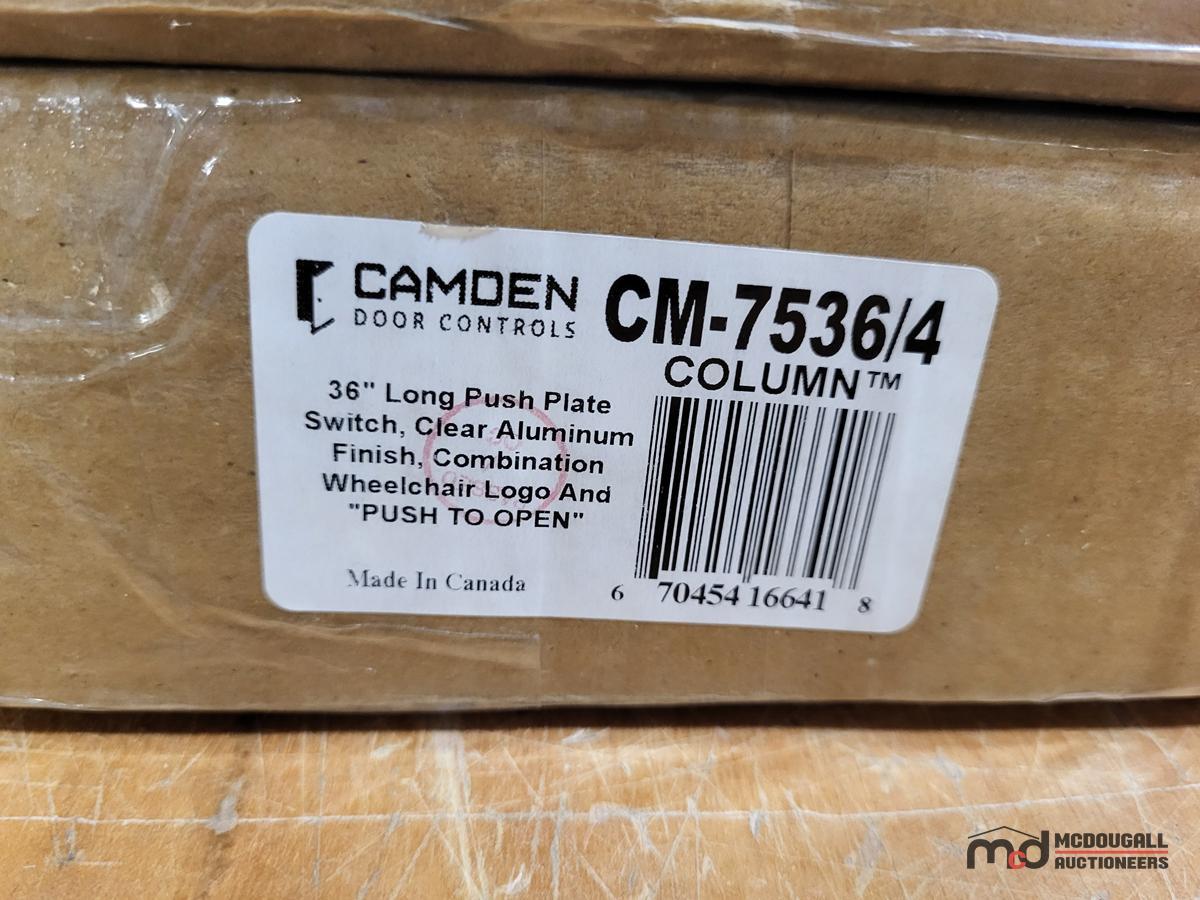 CAMDEN
DOOR CONTROLS
CM-7536/4
COLUMN™
36" Long Push Plate
Switch, Clear Aluminum
Finish, Combination
Wheelchair Logo And
"PUSH TO OPEN"
Made In Canada
6 70454 16641 8
mcd MCDOUGALL
AUCTIONEERS